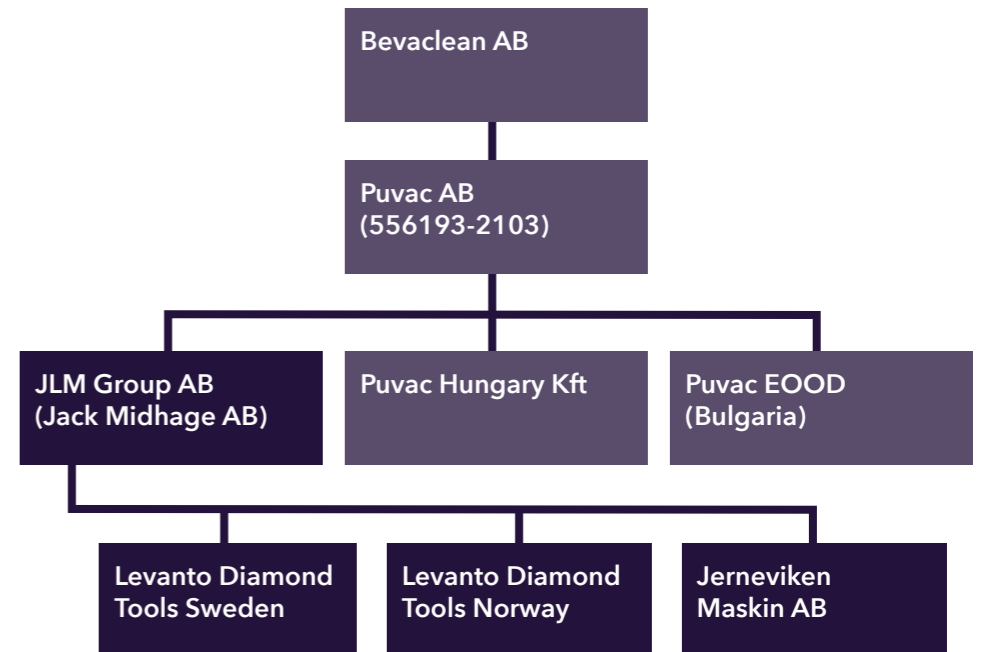 Bevaclean AB
Puvac AB
(556193-2103)
JLM Group AB
(Jack Midhage AB)
Puvac Hungary Kft
Puvac EOOD
(Bulgaria)
Levanto Diamond
Tools Sweden
Levanto Diamond
Tools Norway
Jerneviken
Maskin AB